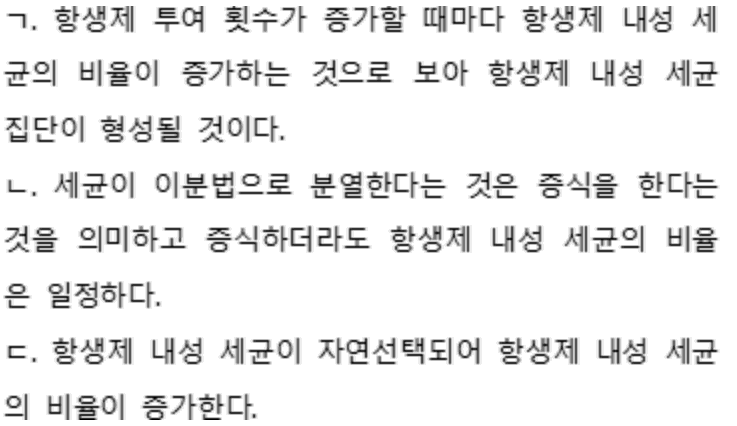 ㄱ. 항생제 투여 횟수가 증가할 때마다 항생제 내성 세
균의 비율이 증가하는 것으로 보아 항생제 내성 세균
집단이 형성될 것이다.
ㄴ. 세균이 이분법으로 분열한다는 것은 증식을 한다는
것을 의미하고 증식하더라도 항생제 내성 세균의 비율
은 일정하다.
ㄷ. 항생제 내성 세균이 자연선택되어 항생제 내성 세균
의 비율이 증가한다.